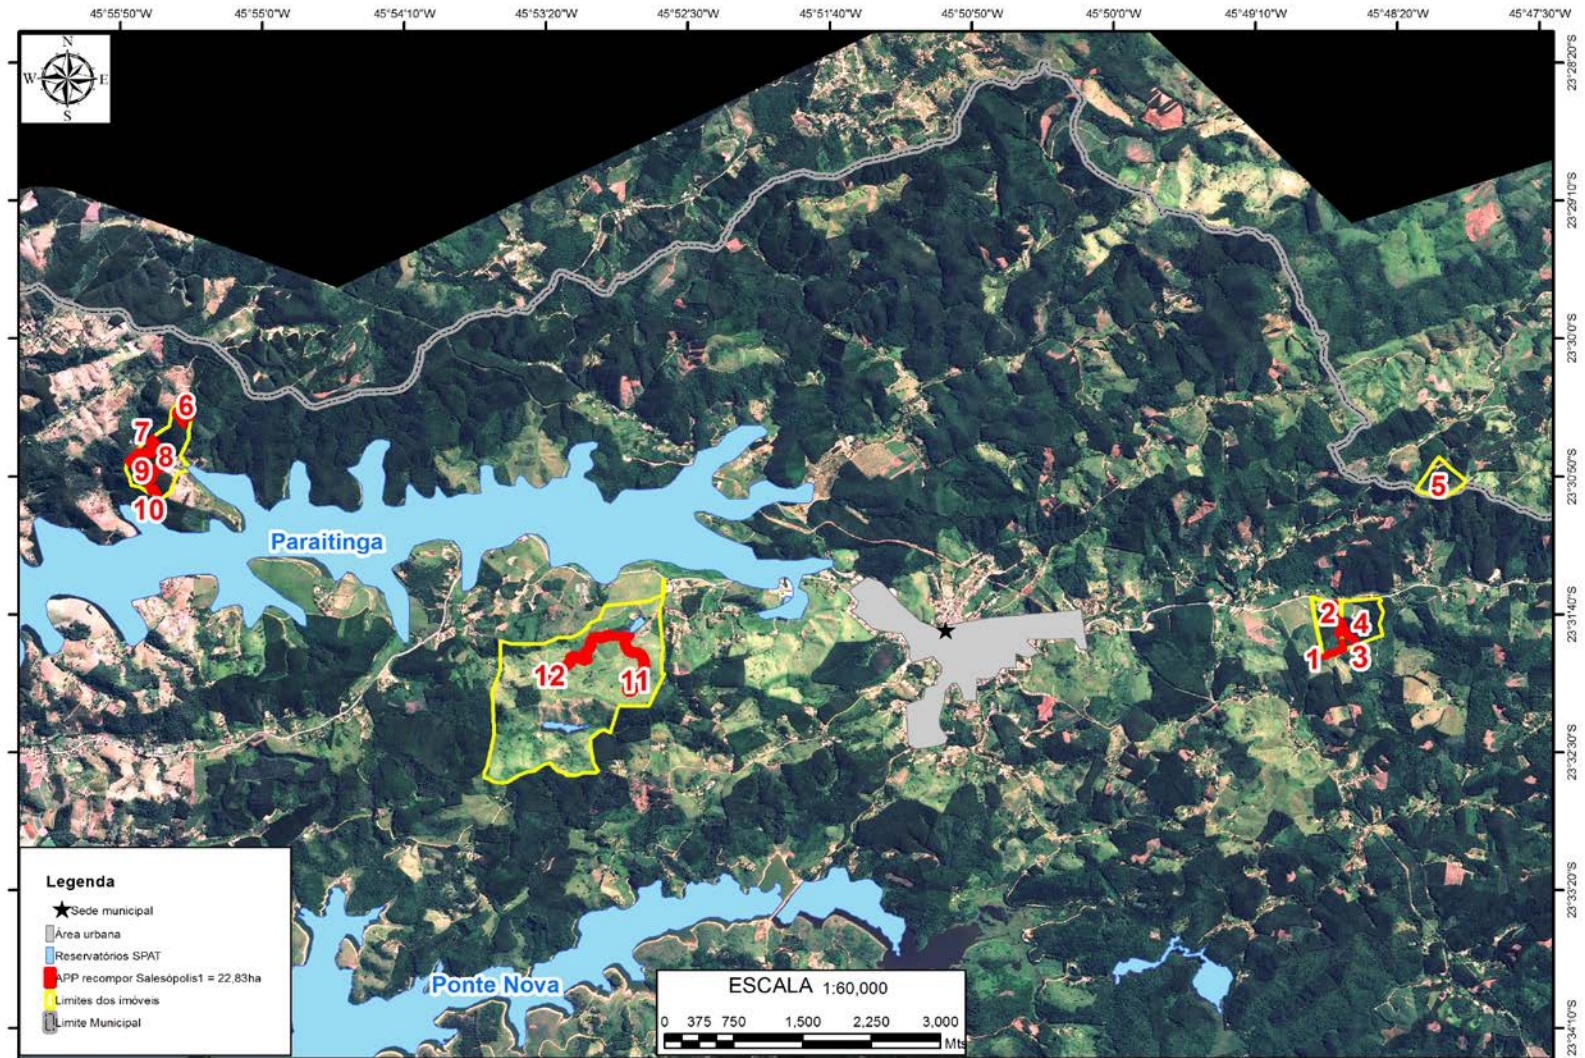 45°55'50"W 45°55'0"W 45°54'10"W 45°53'20"W 45°52'30"W 45°51'40"W 45°50'50"W 45°50'0"W 45°49'10"W 45°48'20"W 45°47'30"W
N
W E
S
23°28'20"S
23°29'10"S
23°30'0"S
6
7
8
9
10
5
23°30'50"S
Paraitinga
2
4
1
3
23°31'40"S
12
11
23°32'30"S
23°33'20"S
Ponte Nova
23°34'10"S
Legenda
Sede municipal
Área urbana
Reservatórios SPAT
APP recompor Salesópolis1 = 22,83ha
Limites dos imóveis
Limite Municipal
ESCALA 1:60,000
0 375 750 1,500 2,250 3,000
Mts